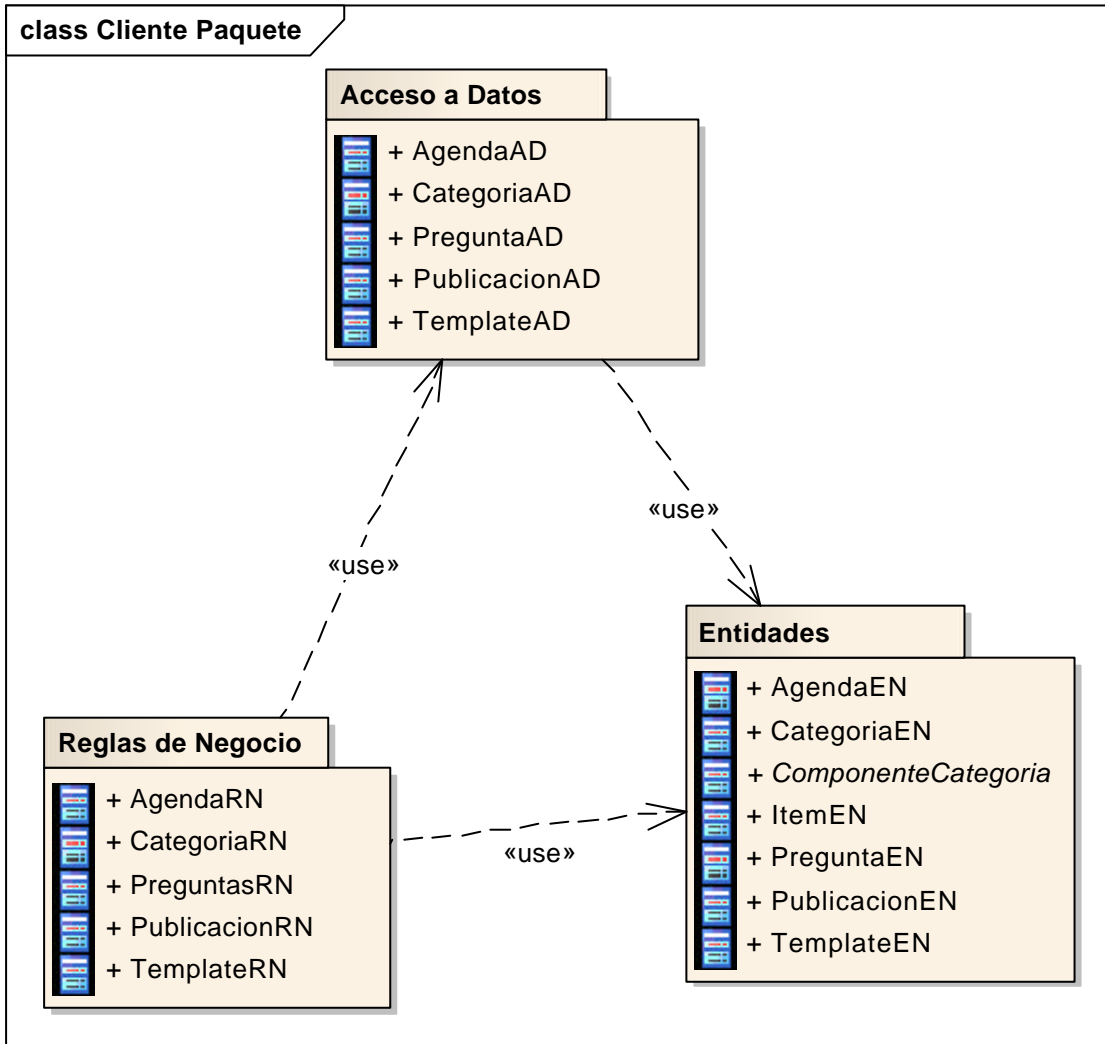 class Cliente Paquete
Acceso a Datos
+ AgendaAD
+ CategoriaAD
+ PreguntaAD
+ PublicacionAD
+ TemplateAD
«use»
«use»
Entidades
+ AgendaEN
+ CategoriaEN
+ ComponenteCategoria
+ ItemEN
+ PreguntaEN
+ PublicacionEN
+ TemplateEN
Reglas de Negocio
+ AgendaRN
+ CategoriaRN
+ PreguntasRN
+ PublicacionRN
+ TemplateRN
«use»